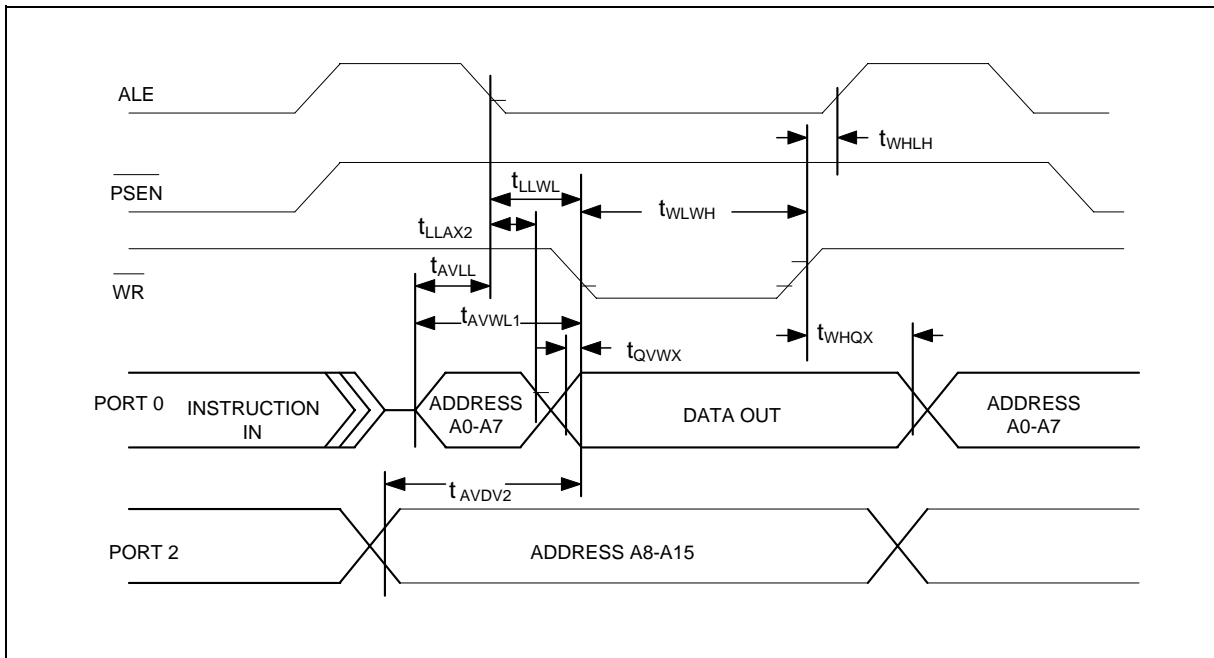 ALE
tWHLH
PSEN
tLLWL
tWLWH
tLLAX2
tAVLL
WR
tAVWL1
tWHQX
tQVWX
PORT 0
INSTRUCTION
IN
ADDRESS
A0-A7
DATA OUT
ADDRESS
A0-A7
tAVDV2
PORT 2
ADDRESS A8-A15